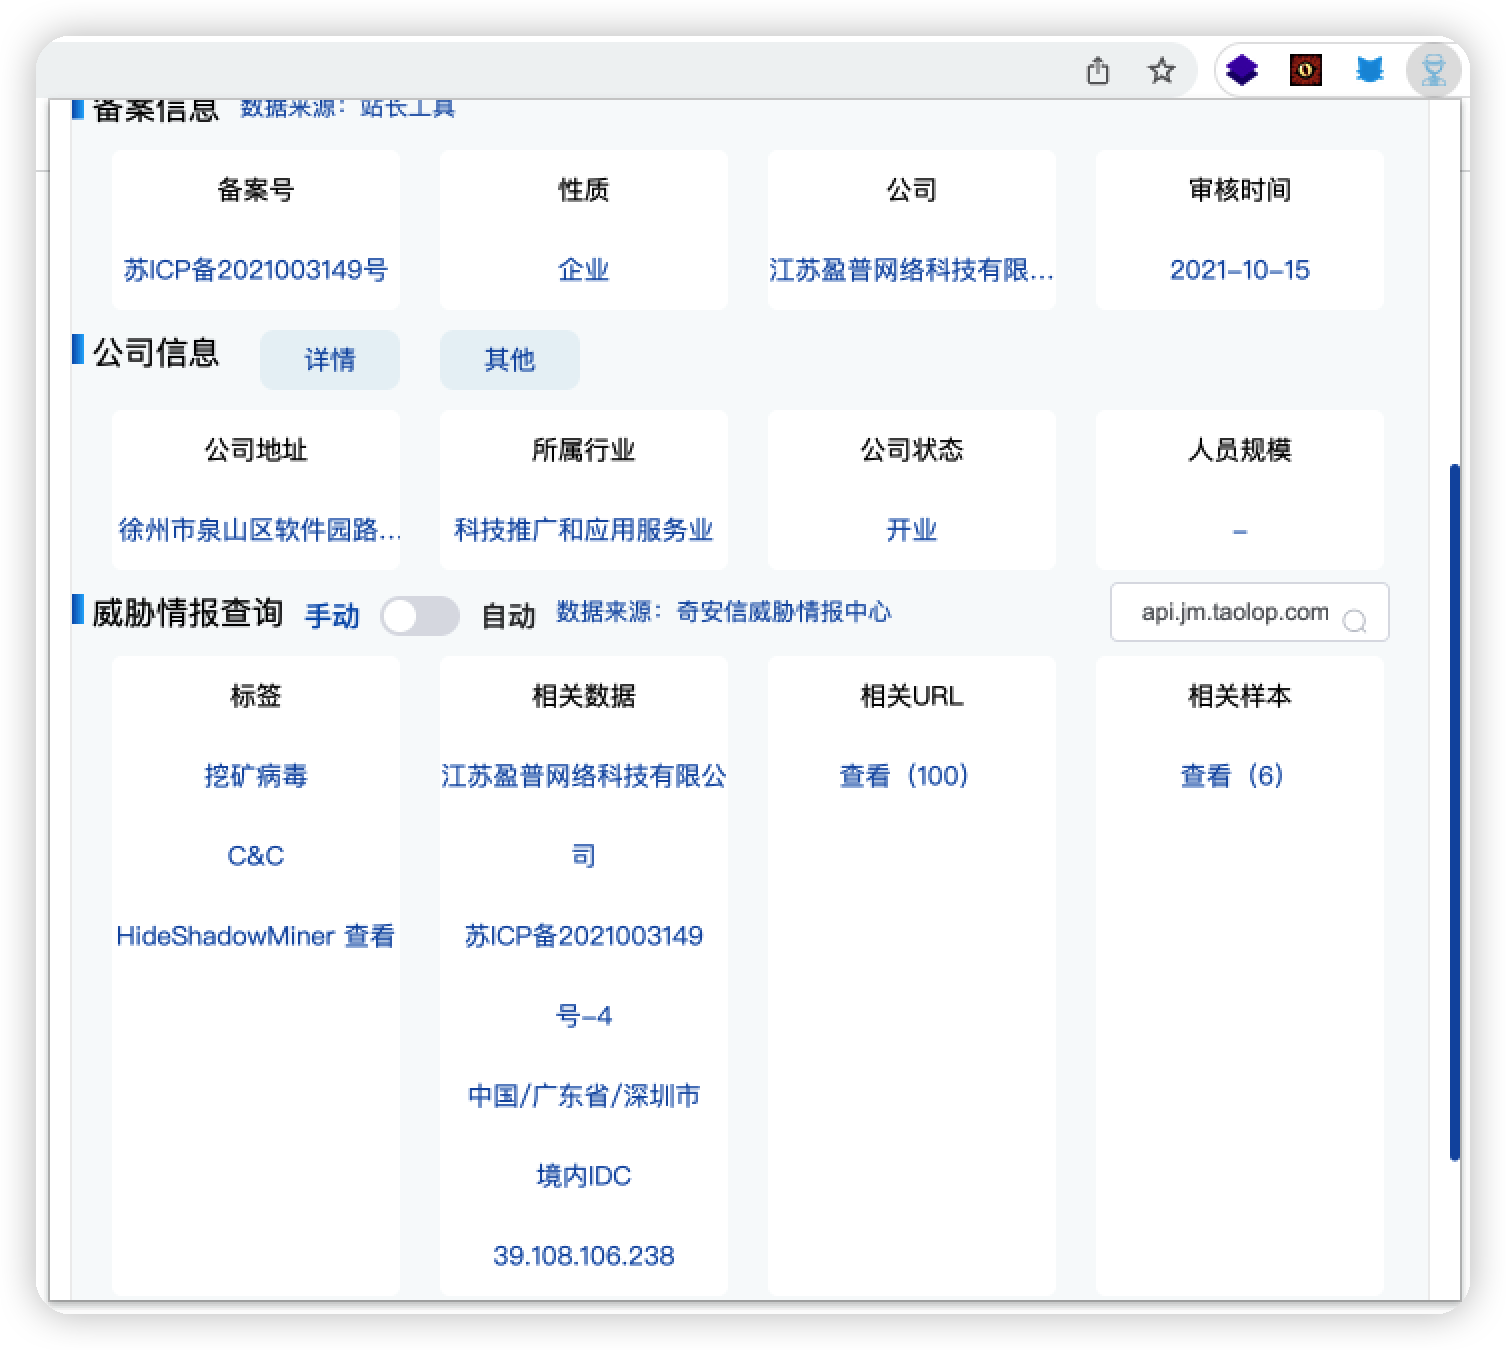 备案信息 数据来源：站长工具
备案号 性质 公司 审核时间
苏ICP备2021003149号 企业 江苏盈普网络科技有限... 2021-10-15
公司信息 详情 其他
公司地址 所属行业 公司状态 人员规模
徐州市泉山区软件园路... 科技推广和应用服务业 开业 -
威胁情报查询 手动 自动 数据来源：奇安信威胁情报中心 api.jm.taolop.com
标签 相关数据 相关URL 相关样本
挖矿病毒 江苏盈普网络科技有限公 查看（100） 查看（6）
C&C 司
HideShadowMiner 查看 苏ICP备2021003149
号-4
中国/广东省/深圳市
境内IDC
39.108.106.238